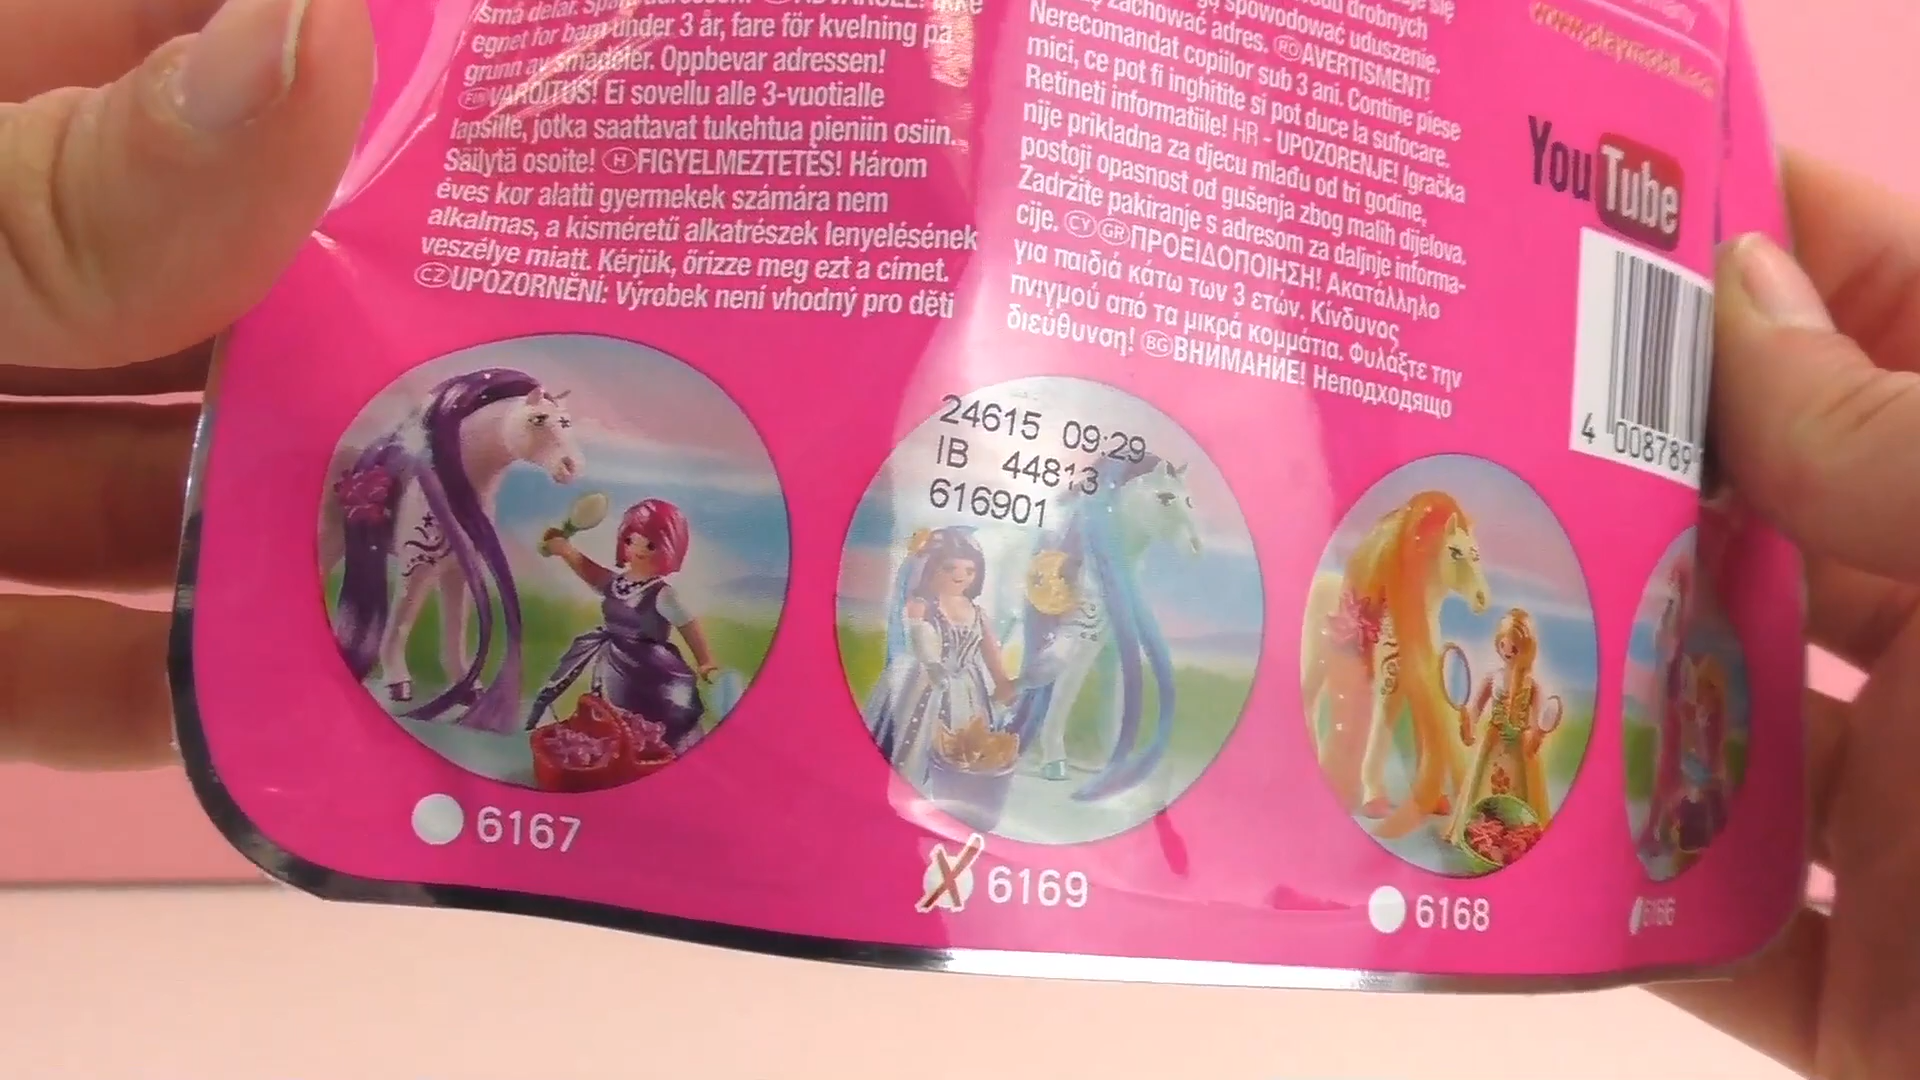 små delar.
egnet for barn under 3 år, fare for kvelning på
grunn av smådeler. Oppbevar adressen!
FIN VAROITUS! Ei sovellu alle 3-vuotialle
lapsille, jotka saattavat tukehtua pieniin osiin.
Säilytä osoite! H FIGYELMEZTETÉS! Három
éves kor alatti gyermekek számára nem
alkalmas, a kisméretű alkatrészek lenyelésének
veszélye miatt. Kérjük, őrizze meg ezt a címet.
CZ UPOZORNĚNÍ: Výrobek není vhodný pro děti
drobnych
spowodować uduszenie.
zachować adres. RO AVERTISMENT!
Nerecomandat copiilor sub 3 ani. Contine piese
mici, ce pot fi inghitite si pot duce la sufocare.
Retineti informatiile! HR - UPOZORENJE! Igračka
nije prikladna za djecu mlađu od tri godine,
postoji opasnost od gušenja zbog malih dijelova.
Zadržite pakiranje s adresom za daljnje informa-
cije. CY GR ΠΡΟΕΙΔΟΠΟΙΗΣΗ! Ακατάλληλο
για παιδιά κάτω των 3 ετών. Κίνδυνος
πνιγμού από τα μικρά κομμάτια. Φυλάξτε την
διεύθυνση! BG ВНИМАНИЕ! Неподходящо
YouTube
4 008789
24615 09:29
IB 44813
616901
6167
6169
6168
6166